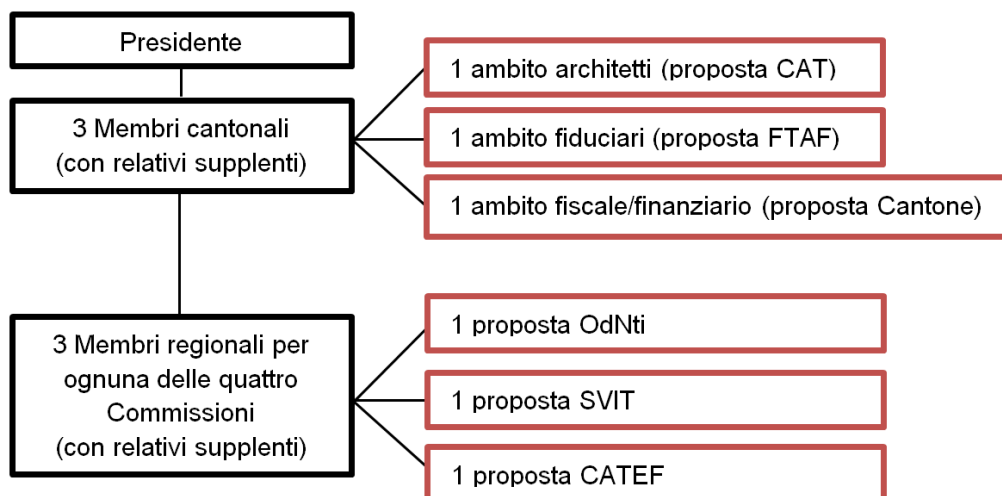 Presidente
3 Membri cantonali
(con relativi supplenti)
1 ambito architetti (proposta CAT)
1 ambito fiduciari (proposta FTAF)
1 ambito fiscale/finanziario (proposta Cantone)
3 Membri regionali per
ognuna delle quattro
Commissioni
(con relativi supplenti)
1 proposta OdNti
1 proposta SVIT
1 proposta CATEF